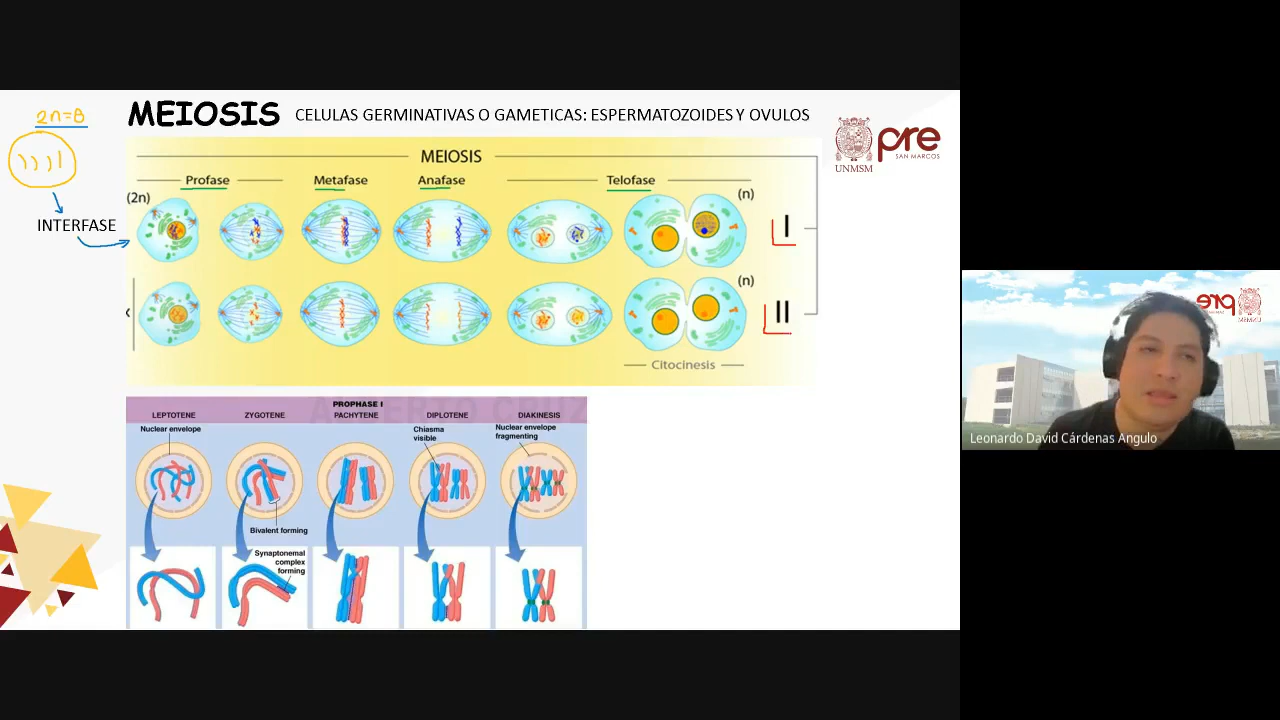 2n=8
MEIOSIS
CELULAS GERMINATIVAS O GAMETICAS: ESPERMATOZOIDES Y OVULOS
UNMSM
pre
SAN MARCOS
MEIOSIS
Profase
Metafase
Anafase
Telofase
(2n)
(n)
INTERFASE
I
(n)
x
II
Citocinesis
PROPHASE I
LEPTOTENE
ZYGOTENE
PACHYTENE
DIPLOTENE
DIAKINESIS
Nuclear envelope
Chiasma
visible
Nuclear envelope
fragmenting
Bivalent forming
Synaptonemal
complex
forming
pre
UNMSM
Leonardo David Cárdenas Angulo